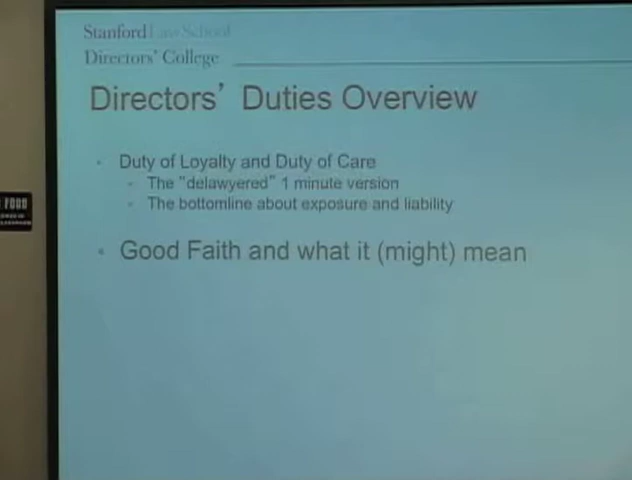 Stanford Law School
Directors' College
Directors' Duties Overview
Duty of Loyalty and Duty of Care
The "delawyered" 1 minute version
The bottomline about exposure and liability
Good Faith and what it (might) mean
FOOD